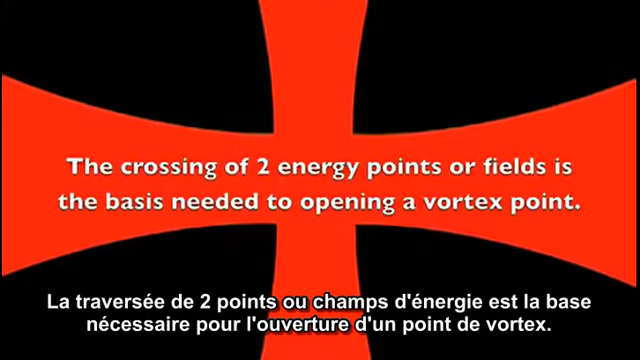 The crossing of 2 energy points or fields is
the basis needed to opening a vortex point.
La traversée de 2 points ou champs d'énergie est la base
nécessaire pour l'ouverture d'un point de vortex.